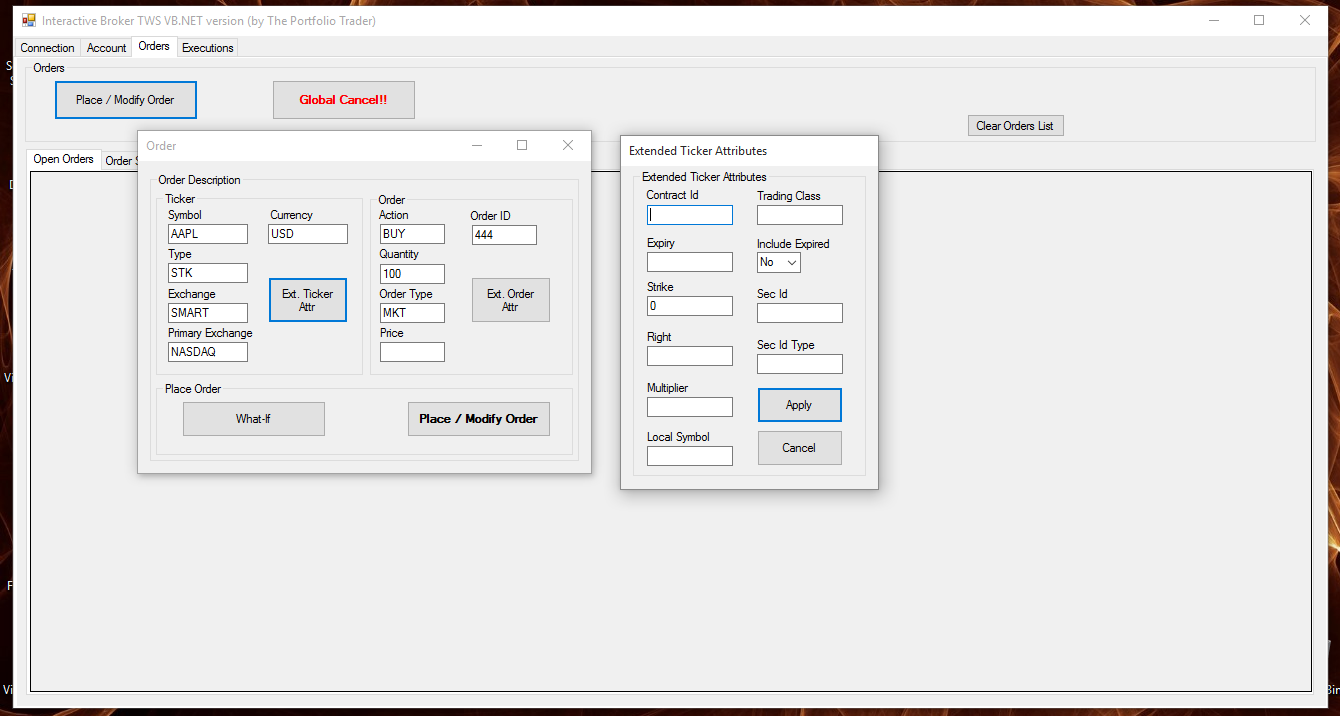 Interactive Broker TWS VB.NET version (by The Portfolio Trader)
Connection Account Orders Executions
Orders
Place / Modify Order
Global Cancel!!
Clear Orders List
Open Orders
Order
Order
Order Description
Ticker
Symbol
AAPL
Currency
USD
Type
STK
Exchange
SMART
Ext. Ticker
Attr
Primary Exchange
NASDAQ
Order
Action
BUY
Order ID
444
Quantity
100
Order Type
MKT
Ext. Order
Attr
Price
Place Order
What-If
Place / Modify Order
Extended Ticker Attributes
Extended Ticker Attributes
Contract Id
Trading Class
Expiry
Include Expired
No
Strike
0
Sec Id
Right
Sec Id Type
Multiplier
Apply
Local Symbol
Cancel